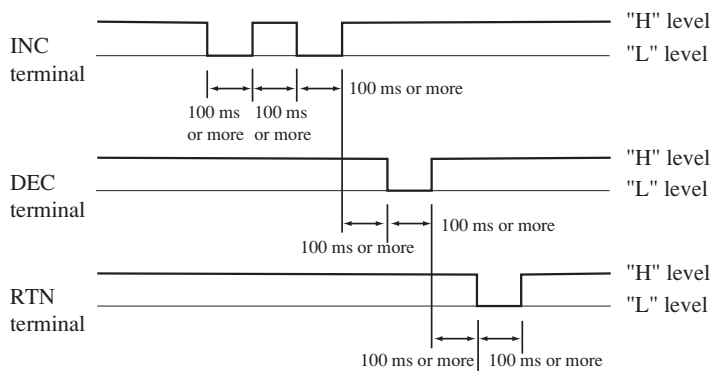 "H" level
INC
terminal
"L" level
100 ms or more
100 ms
or more
100 ms
or more
"H" level
DEC
terminal
"L" level
100 ms or more
100 ms or more
"H" level
RTN
terminal
"L" level
100 ms or more
100 ms or more